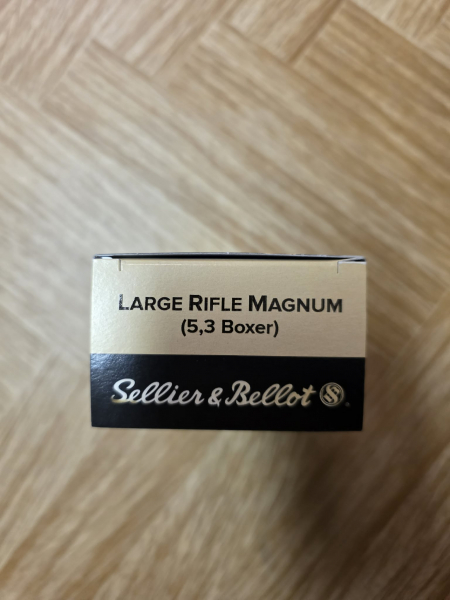 LARGE RIFLE MAGNUM
(5,3 Boxer)
Sellier & Bellot